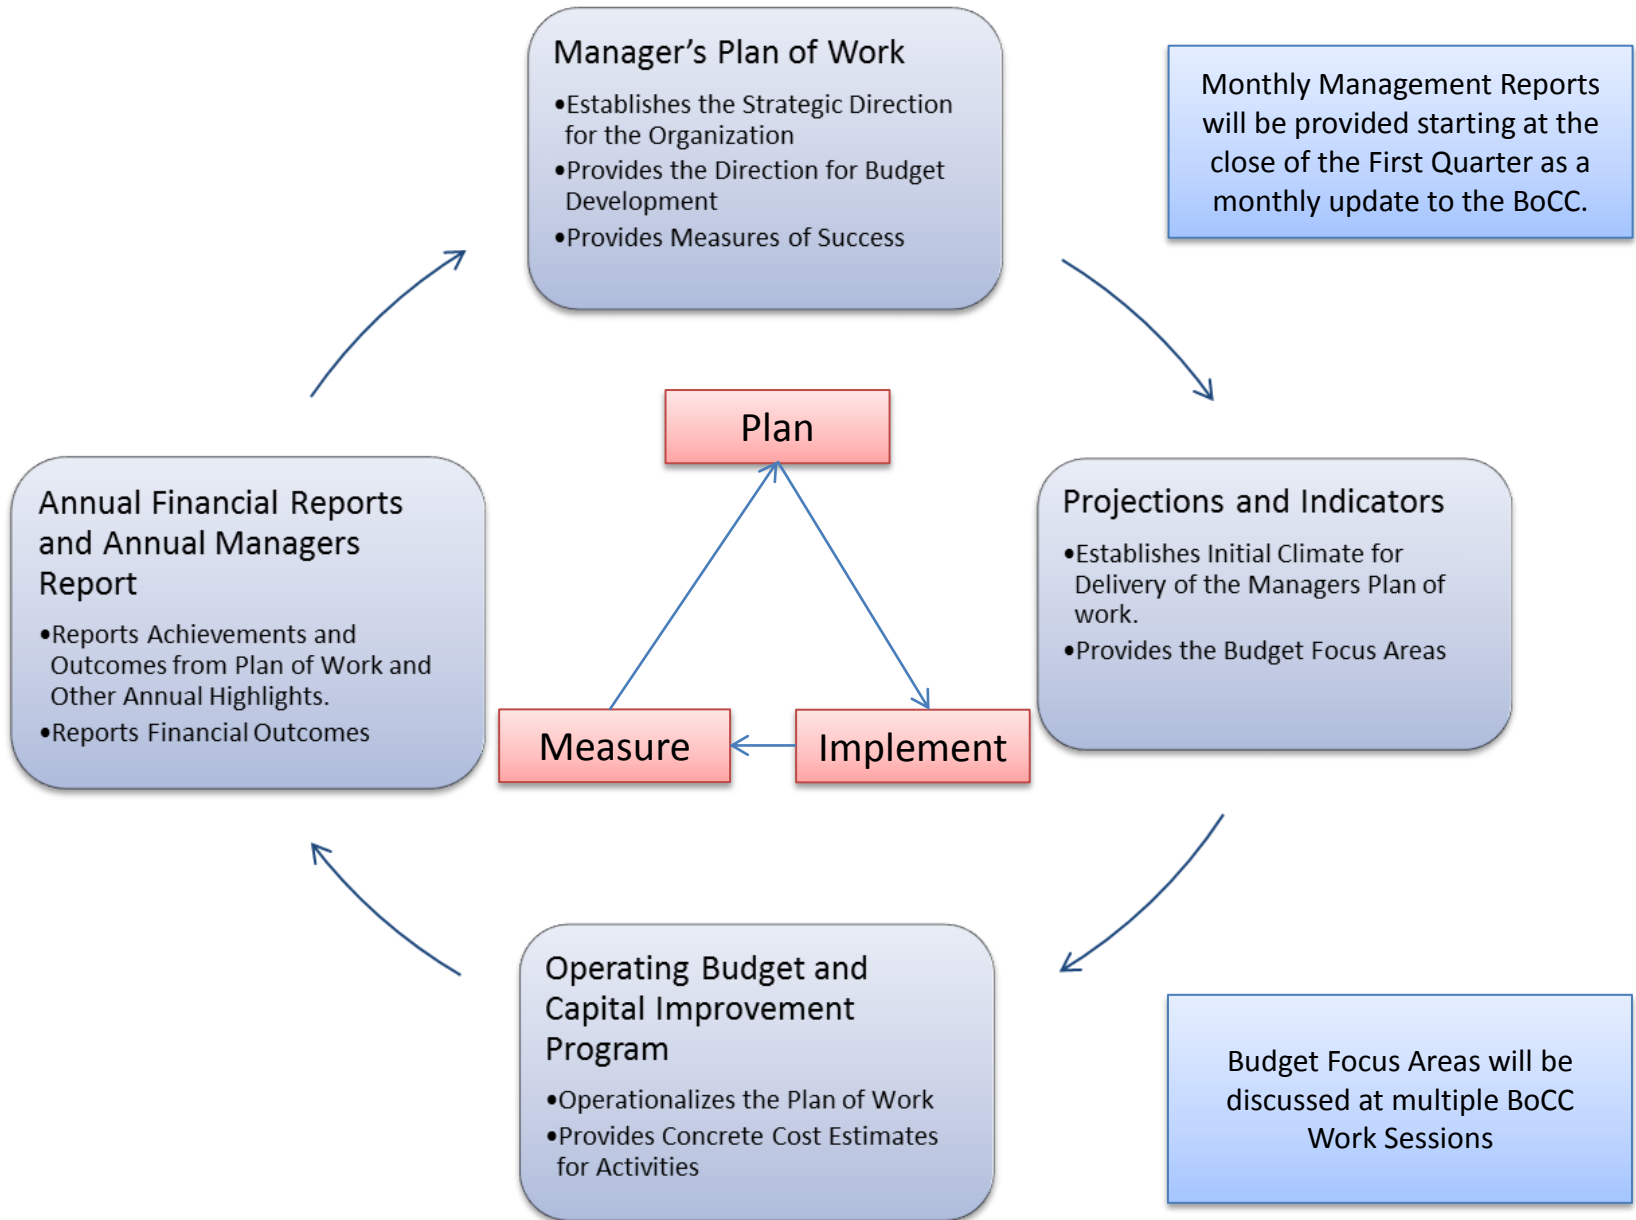 Manager’s Plan of Work
•Establishes the Strategic Direction
for the Organization
•Provides the Direction for Budget
Development
•Provides Measures of Success
Monthly Management Reports
will be provided starting at the
close of the First Quarter as a
monthly update to the BoCC.
Plan
Annual Financial Reports
and Annual Managers
Report
•Reports Achievements and
Outcomes from Plan of Work and
Other Annual Highlights.
•Reports Financial Outcomes
Projections and Indicators
•Establishes Initial Climate for
Delivery of the Managers Plan of
work.
•Provides the Budget Focus Areas
Measure
Implement
Operating Budget and
Capital Improvement
Program
•Operationalizes the Plan of Work
•Provides Concrete Cost Estimates
for Activities
Budget Focus Areas will be
discussed at multiple BoCC
Work Sessions